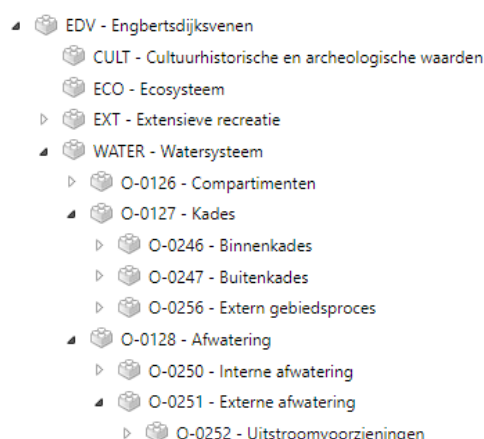 EDV - Engbertsdijksvenen
CULT - Cultuurhistorische en archeologische waarden
ECO - Ecosysteem
EXT - Extensieve recreatie
WATER - Watersysteem
O-0126 - Compartimenten
O-0127 - Kades
O-0246 - Binnenkades
O-0247 - Buitenkades
O-0256 - Extern gebiedsproces
O-0128 - Afwatering
O-0250 - Interne afwatering
O-0251 - Externe afwatering
O-0252 - Uitstroomvoorzieningen